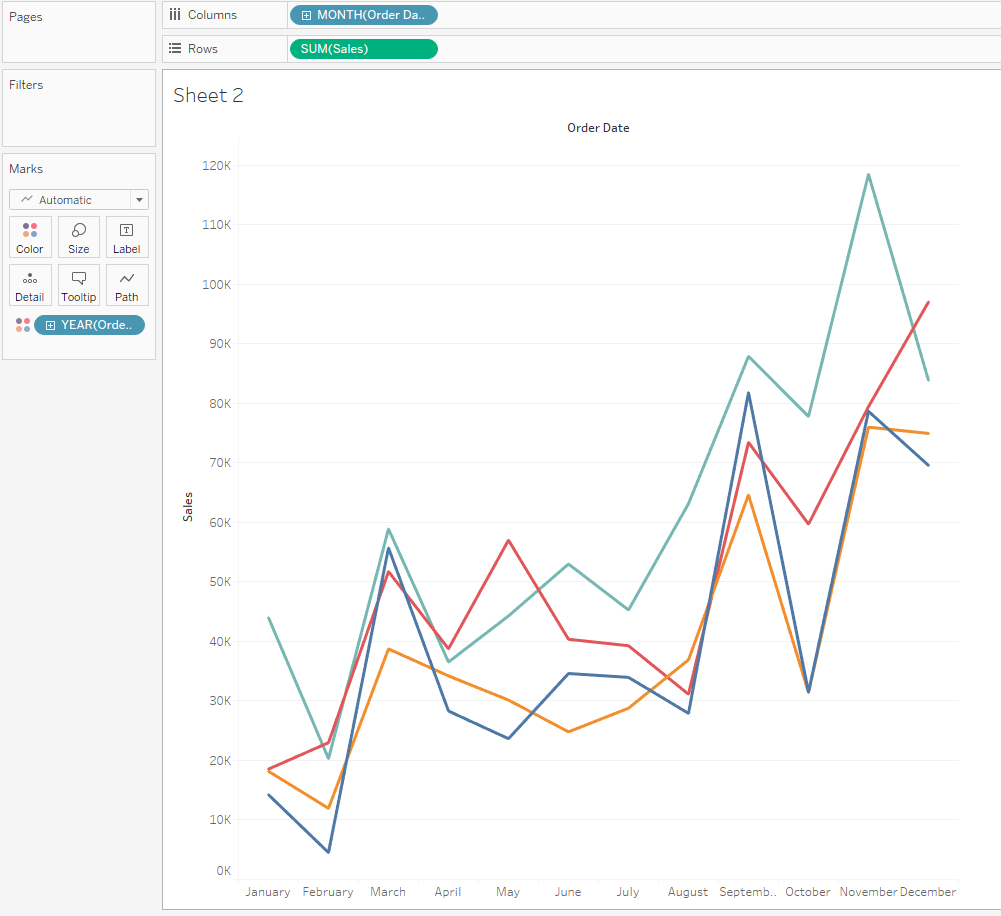 Pages
Columns
MONTH(Order Da..
Rows
SUM(Sales)
Filters
Marks
Automatic
Color
Size
Label
Detail
Tooltip
Path
YEAR(Orde..
Sheet 2
Order Date
Sales
120K
110K
100K
90K
80K
70K
60K
50K
40K
30K
20K
10K
0K
January February March April May June July August Septemb.. October November December